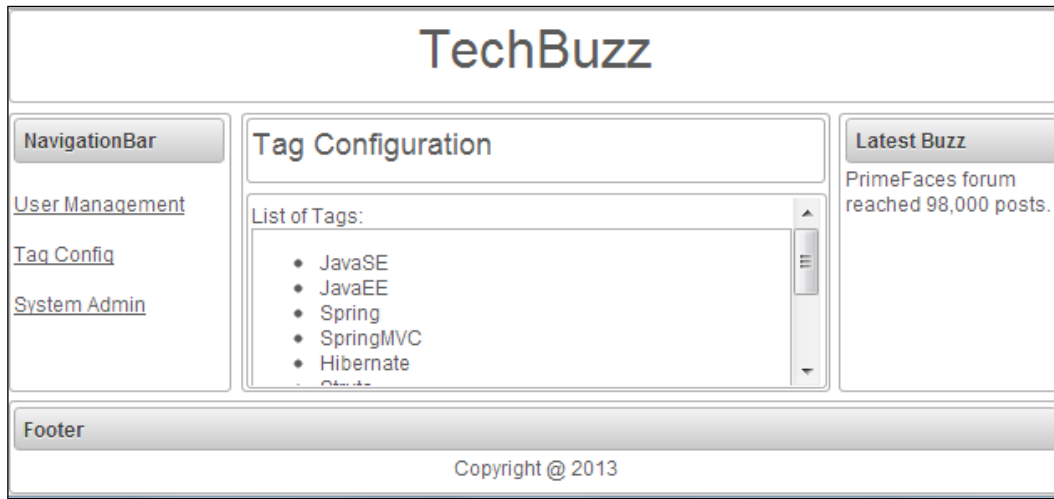 TechBuzz
NavigationBar
User Management
Tag Config
System Admin
Tag Configuration
List of Tags:
• JavaSE
• JavaEE
• Spring
• SpringMVC
• Hibernate
Latest Buzz
PrimeFaces forum
reached 98,000 posts.
Footer
Copyright @ 2013